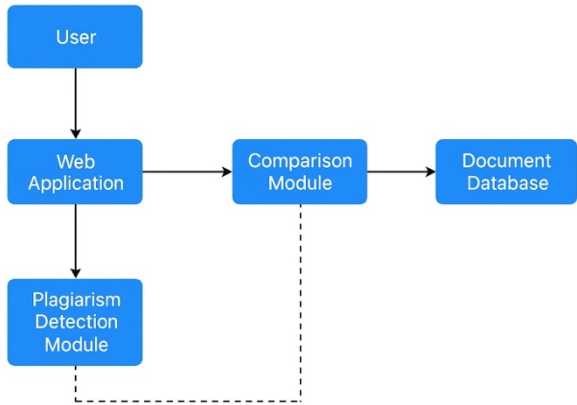 User
Web
Application
Comparison
Module
Document
Database
Plagiarism
Detection
Module